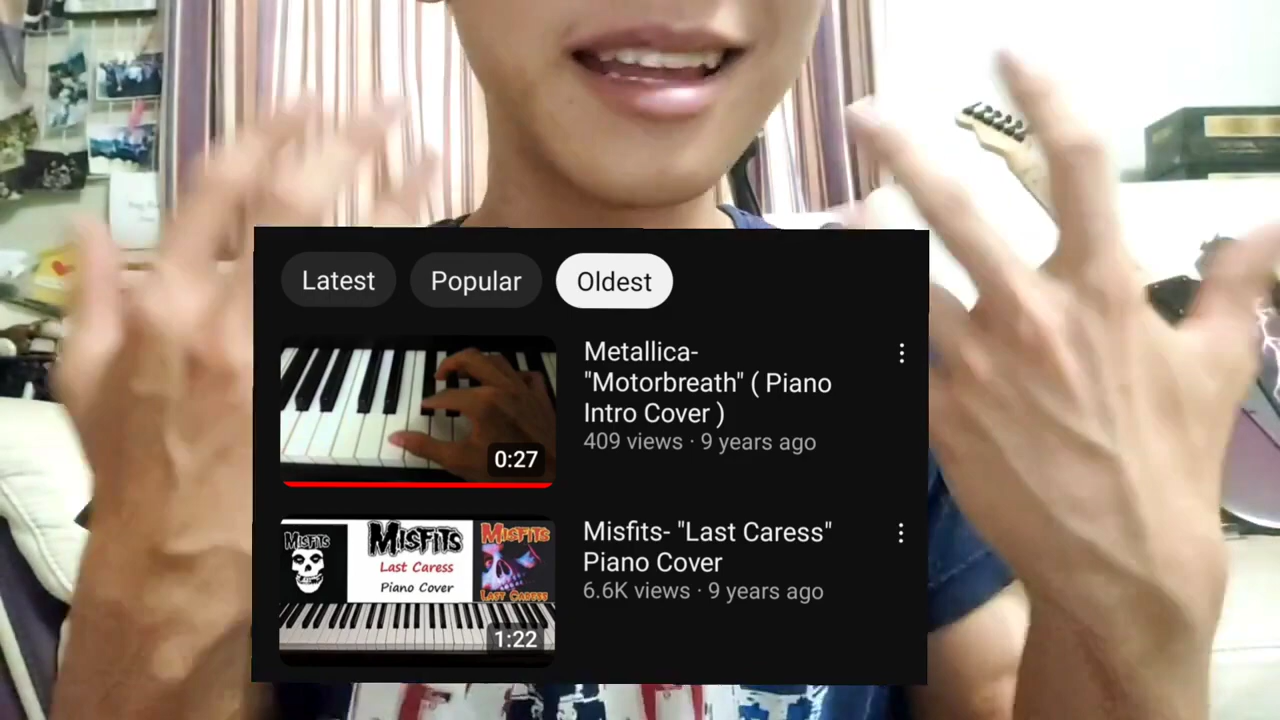 Latest
Popular
Oldest
Metallica-
"Motorbreath" ( Piano
Intro Cover )
409 views · 9 years ago
0:27
Misfits- "Last Caress"
Piano Cover
6.6K views · 9 years ago
MISFITS
MISFITS
Last Caress
Piano Cover
MISFITS
LAST CARESS
1:22